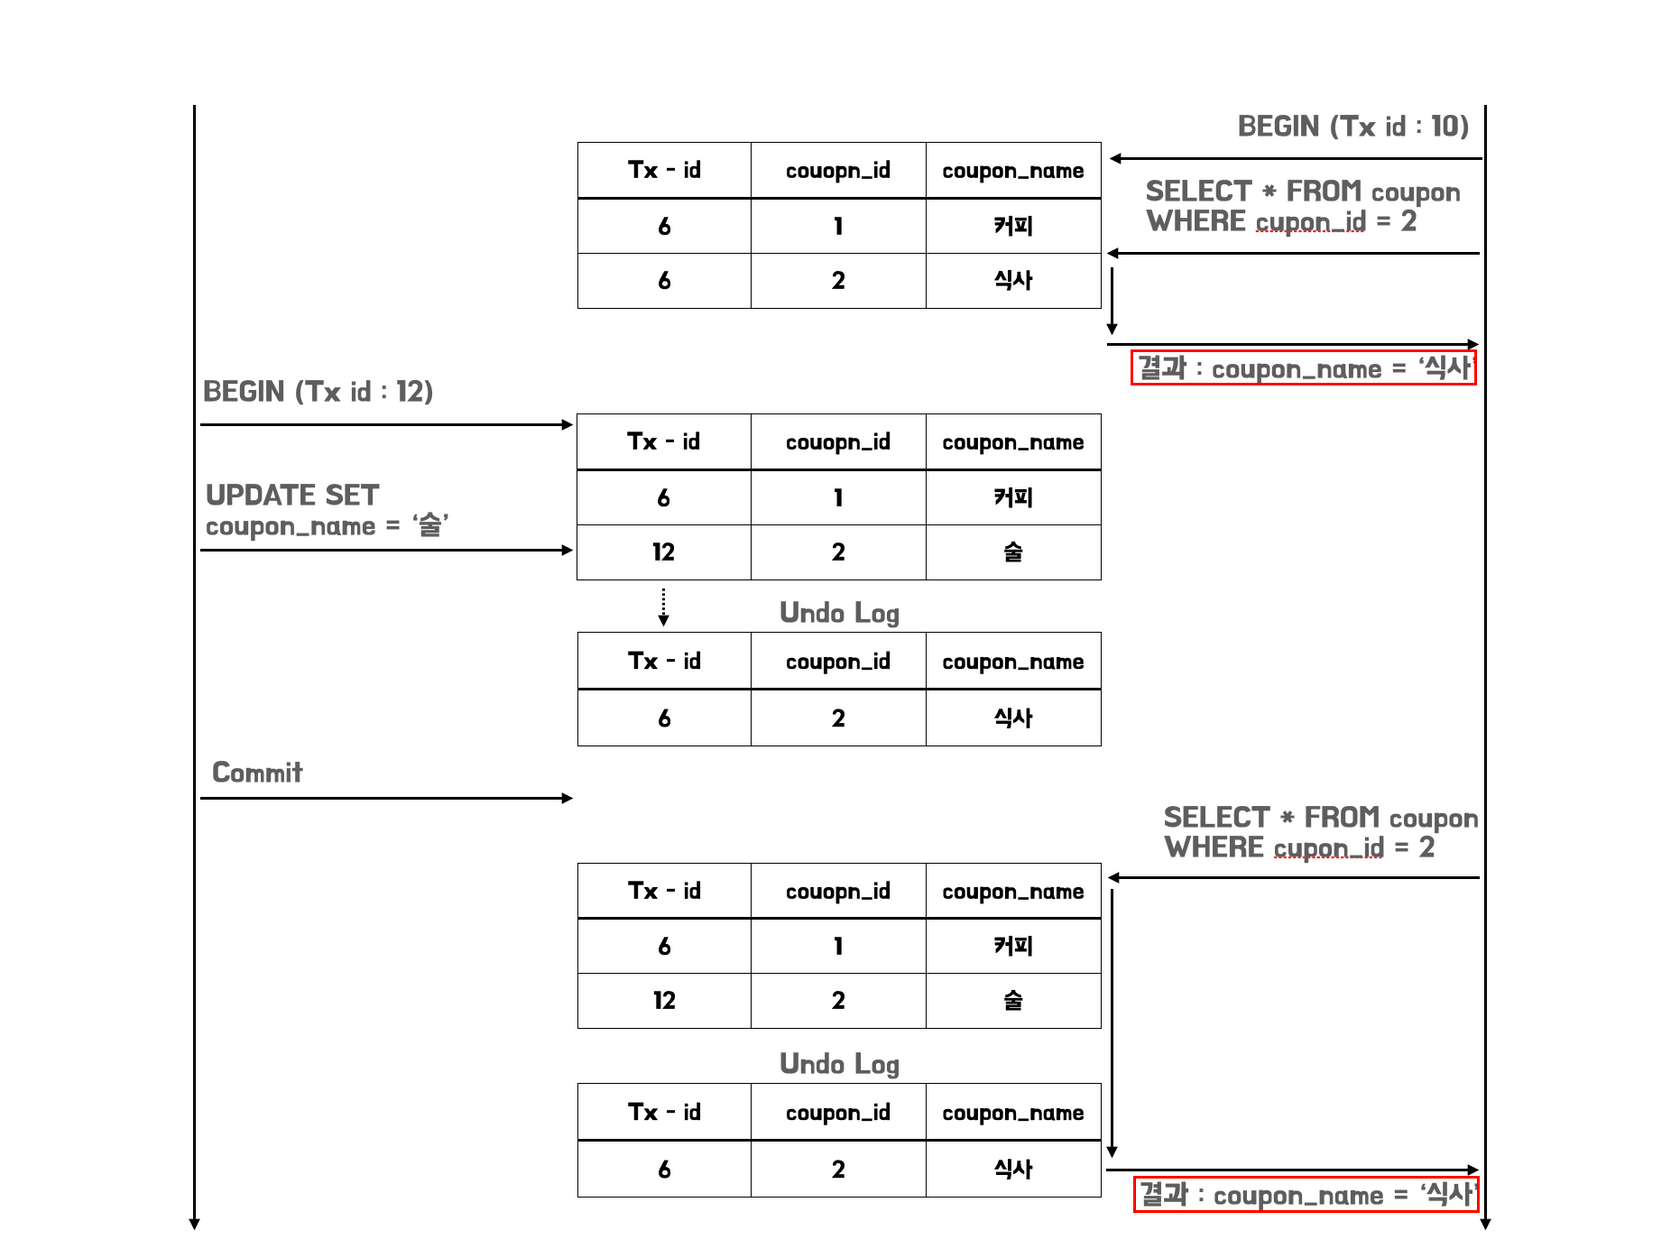 BEGIN (Tx id : 10)
Tx - id couopn_id coupon_name
SELECT * FROM coupon
WHERE cupon_id = 2
6 1 커피
6 2 식사
결과 : coupon_name = ‘식사’
BEGIN (Tx id : 12)
Tx - id couopn_id coupon_name
UPDATE SET
coupon_name = ‘술’
6 1 커피
12 2 술
Undo Log
Tx - id coupon_id coupon_name
6 2 식사
Commit
SELECT * FROM coupon
WHERE cupon_id = 2
Tx - id couopn_id coupon_name
6 1 커피
12 2 술
Undo Log
Tx - id coupon_id coupon_name
6 2 식사
결과 : coupon_name = ‘식사’